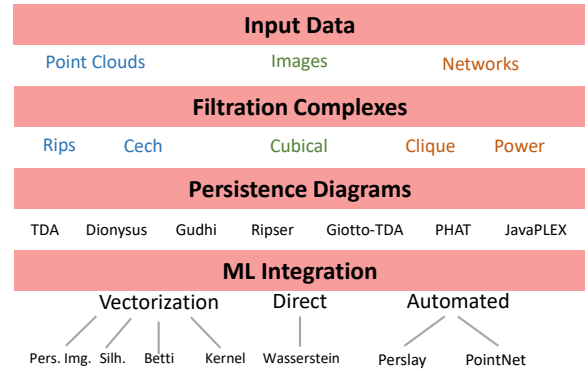 Input Data
Point Clouds Images Networks
Filtration Complexes
Rips Cech Cubical Clique Power
Persistence Diagrams
TDA Dionysus Gudhi Ripser Giotto-TDA PHAT JavaPLEX
ML Integration
Vectorization Direct Automated
Pers. Img. Silh. Betti Kernel Wasserstein Perslay PointNet